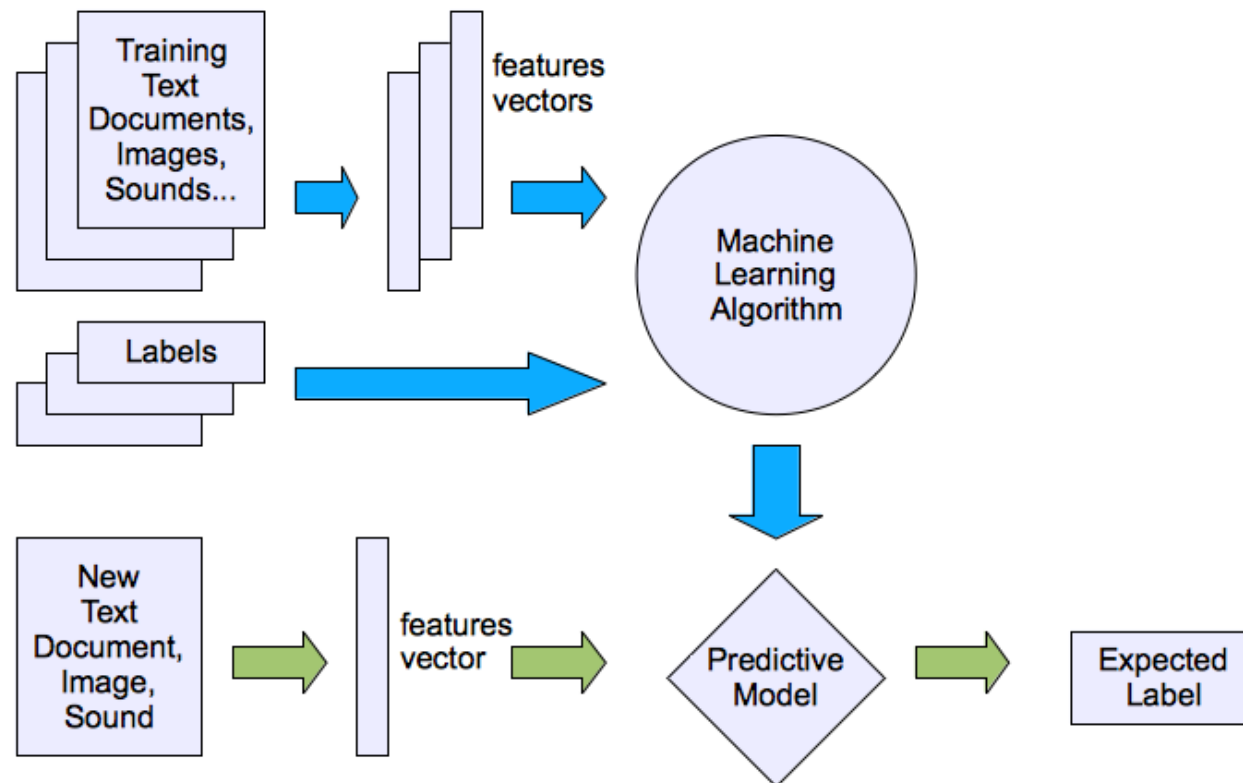 Training
Text
Documents,
Images,
Sounds...
features
vectors
Machine
Learning
Algorithm
Labels
New
Text
Document,
Image,
Sound
features
vector
Predictive
Model
Expected
Label